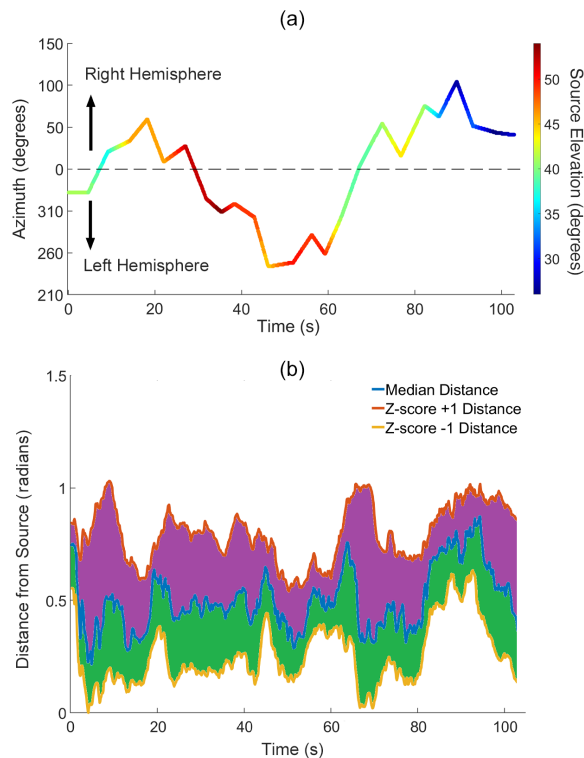 (a)
150
100
50
0
310
260
210
Azimuth (degrees)
Right Hemisphere
Left Hemisphere
0
20
40
60
80
100
Time (s)
50
45
40
35
30
Source Elevation (degrees)
(b)
1.5
1
0.5
0
Distance from Source (radians)
Median Distance
Z-score +1 Distance
Z-score -1 Distance
0
20
40
60
80
100
Time (s)